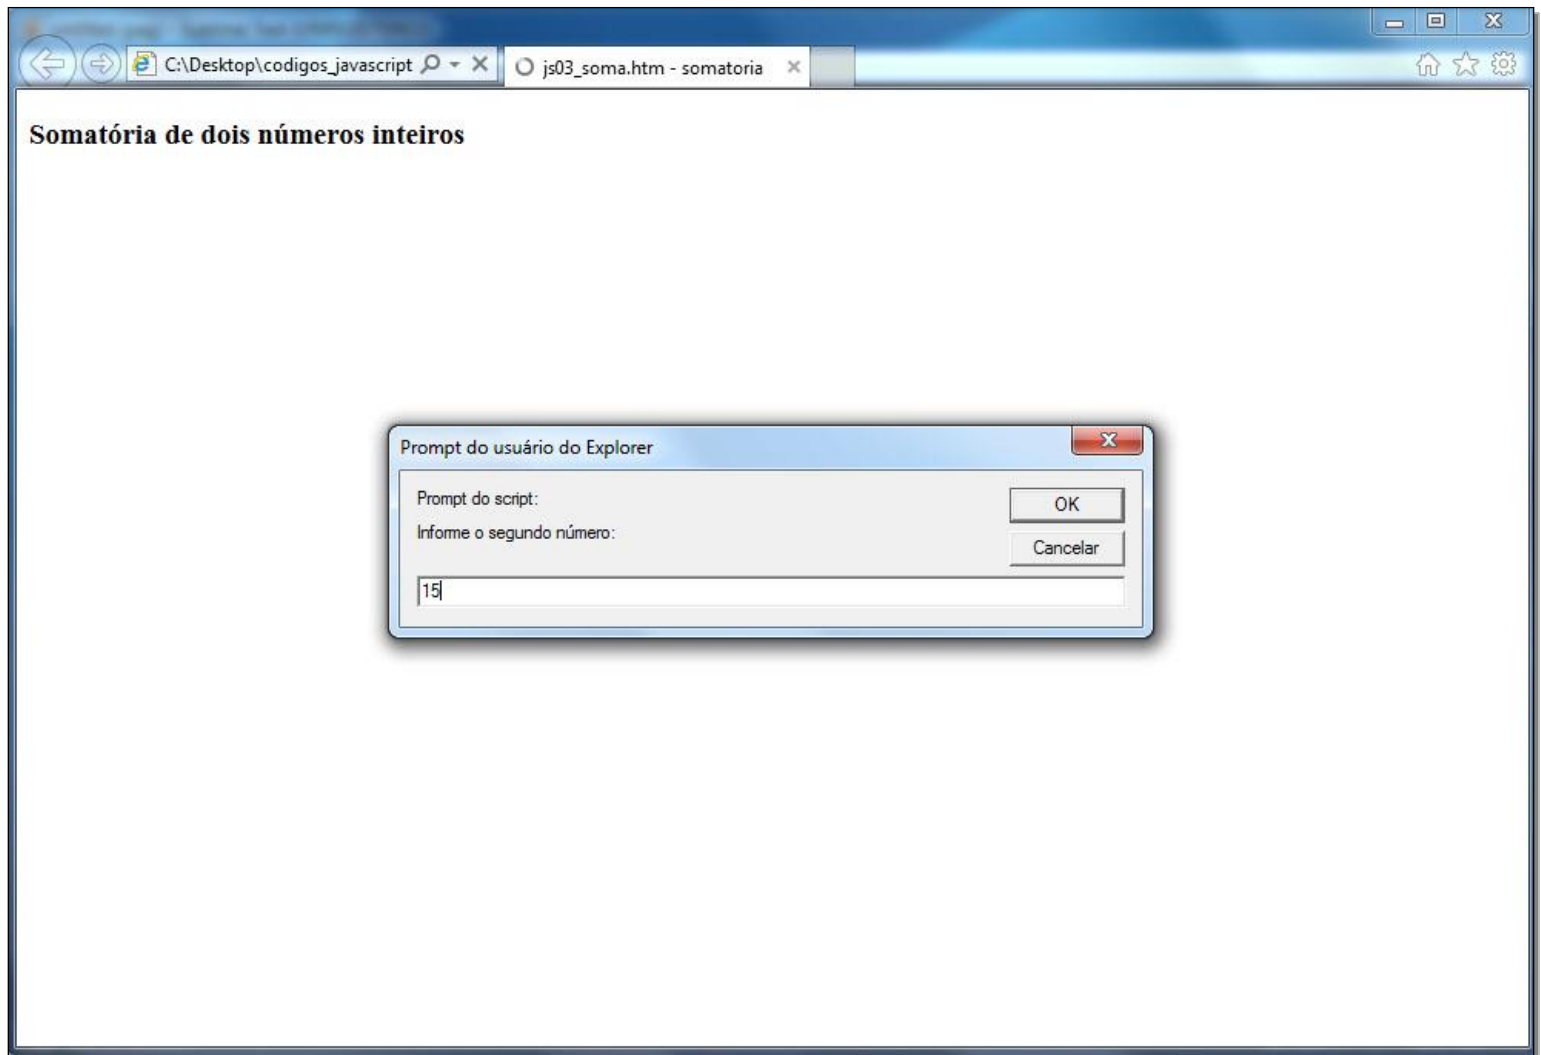 C:\Desktop\codigos_javascript
js03_soma.htm - somatoria
Somatória de dois números inteiros
Prompt do usuário do Explorer
Prompt do script:
OK
Informe o segundo número:
Cancelar
15